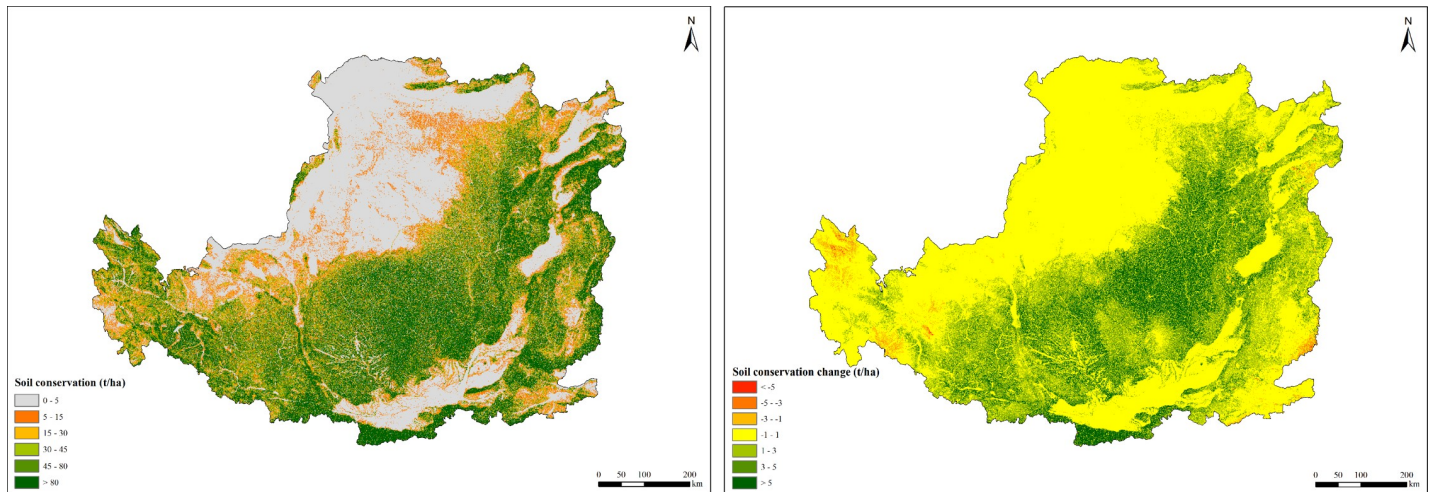 N
Soil conservation (t/ha)
0 - 5
5 - 15
15 - 30
30 - 45
45 - 80
> 80
0 50 100 200
km
N
Soil conservation change (t/ha)
< -5
-5 - -3
-3 - -1
-1 - 1
1 - 3
3 - 5
> 5
0 50 100 200
km